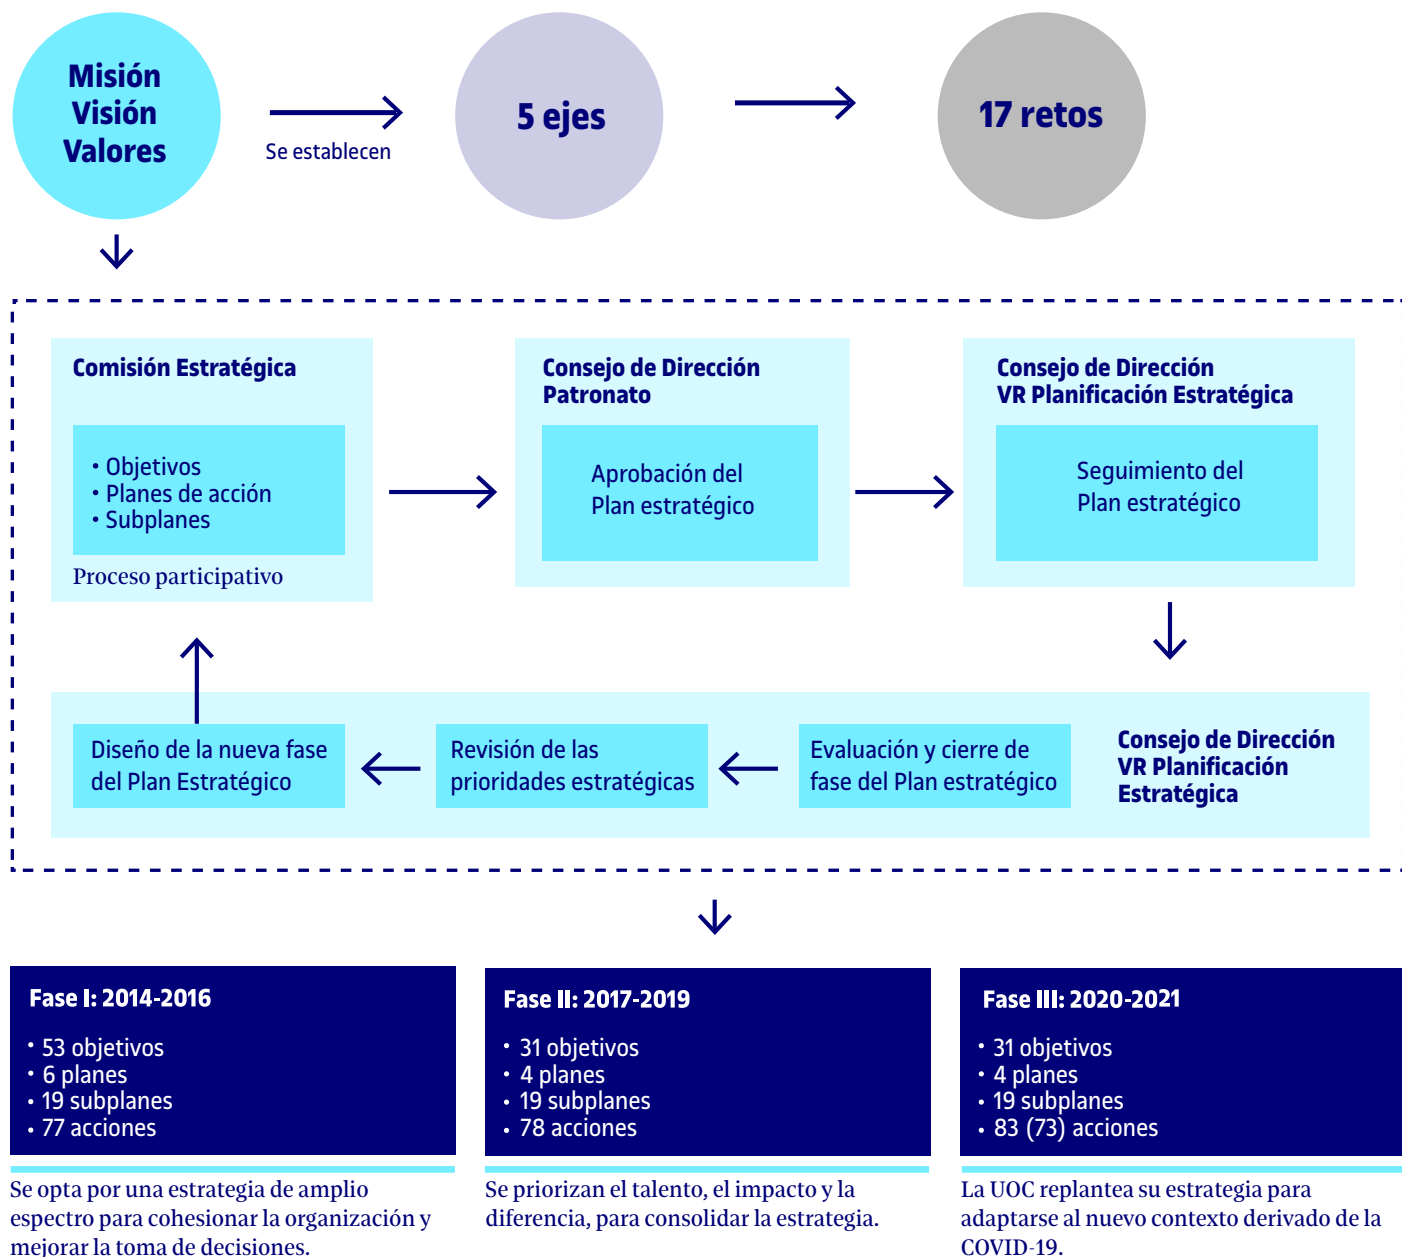 Misión
Visión
Valores
Se establecen
5 ejes
17 retos
Comisión Estratégica
• Objetivos
• Planes de acción
• Subplanes
Proceso participativo
Consejo de Dirección
Patronato
Aprobación del
Plan estratégico
Consejo de Dirección
VR Planificación Estratégica
Seguimiento del
Plan estratégico
Diseño de la nueva fase
del Plan Estratégico
Revisión de las
prioridades estratégicas
Evaluación y cierre de
fase del Plan estratégico
Consejo de Dirección
VR Planificación
Estratégica
Fase I: 2014-2016
• 53 objetivos
• 6 planes
• 19 subplanes
• 77 acciones
Se opta por una estrategia de amplio
espectro para cohesionar la organización y
mejorar la toma de decisiones.
Fase II: 2017-2019
• 31 objetivos
• 4 planes
• 19 subplanes
• 78 acciones
Se priorizan el talento, el impacto y la
diferencia, para consolidar la estrategia.
Fase III: 2020-2021
• 31 objetivos
• 4 planes
• 19 subplanes
• 83 (73) acciones
La UOC replantea su estrategia para
adaptarse al nuevo contexto derivado de la
COVID-19.